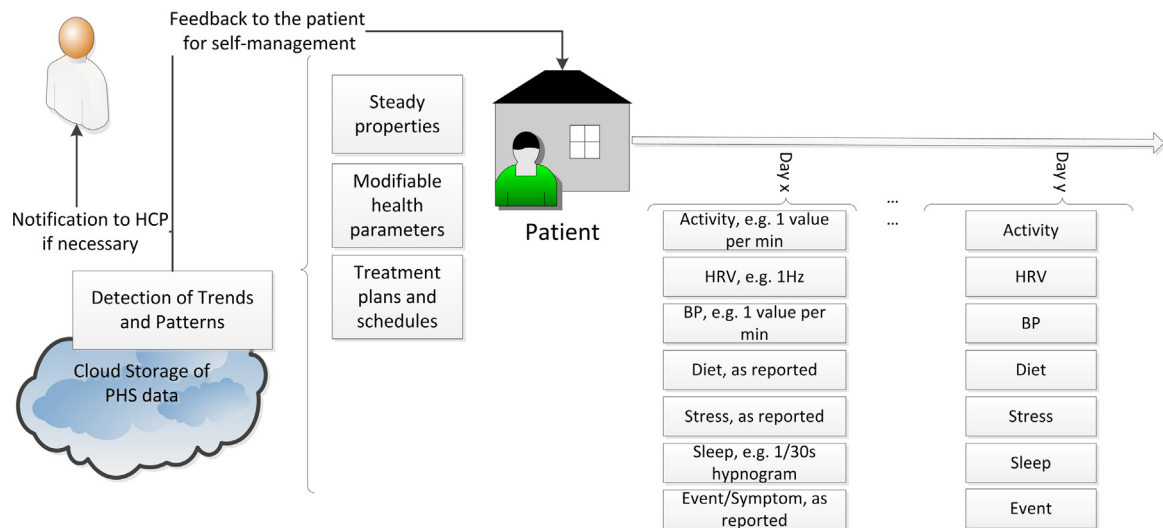 Feedback to the patient
for self-management
Notification to HCP
if necessary
Detection of Trends
and Patterns
Cloud Storage of
PHS data
Steady
properties
Modifiable
health
parameters
Treatment
plans and
schedules
Patient
Day x
Activity, e.g. 1 value
per min
HRV, e.g. 1Hz
BP, e.g. 1 value per
min
Diet, as reported
Stress, as reported
Sleep, e.g. 1/30s
hypnogram
Event/Symptom, as
reported
...
...
Day y
Activity
HRV
BP
Diet
Stress
Sleep
Event